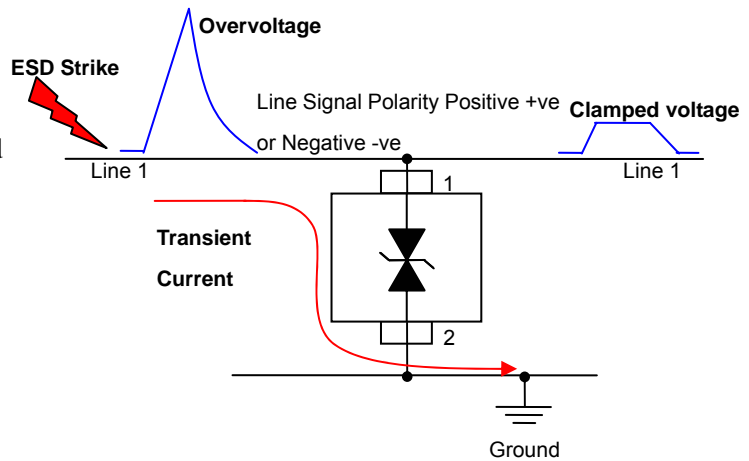 Overvoltage
ESD Strike
Line Signal Polarity Positive +ve
or Negative -ve
Clamped voltage
Line 1
Line 1
1
Transient
Current
2
Ground